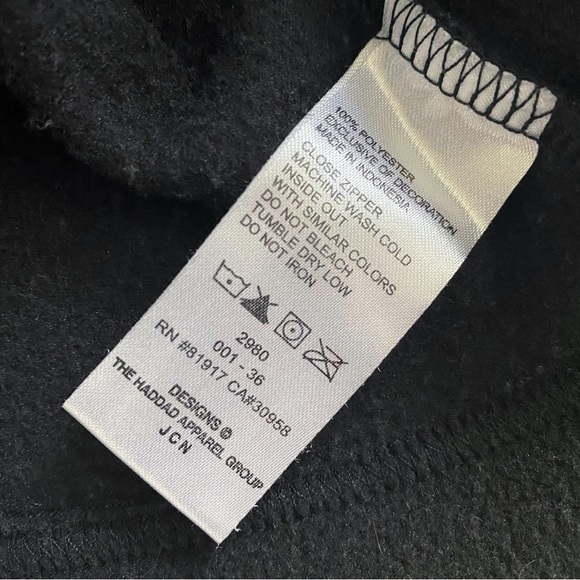 100% POLYESTER
EXCLUSIVE OF DECORATION
MADE IN INDONESIA
CLOSE ZIPPER
MACHINE WASH COLD
INSIDE OUT
WITH SIMILAR COLORS
DO NOT BLEACH
TUMBLE DRY LOW
DO NOT IRON
2980
001 - 36
RN #81917 CA#30958
DESIGNS ©
THE HADDAD APPAREL GROUP
J C N